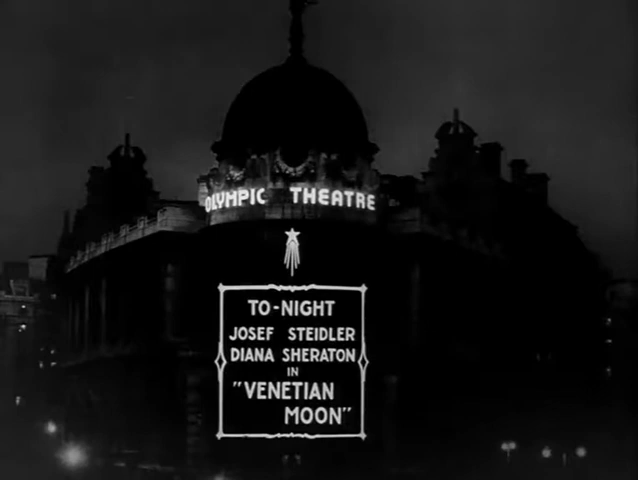 OLYMPIC THEATRE
TO-NIGHT
JOSEF STEIDLER
DIANA SHERATON
IN
"VENETIAN
MOON"